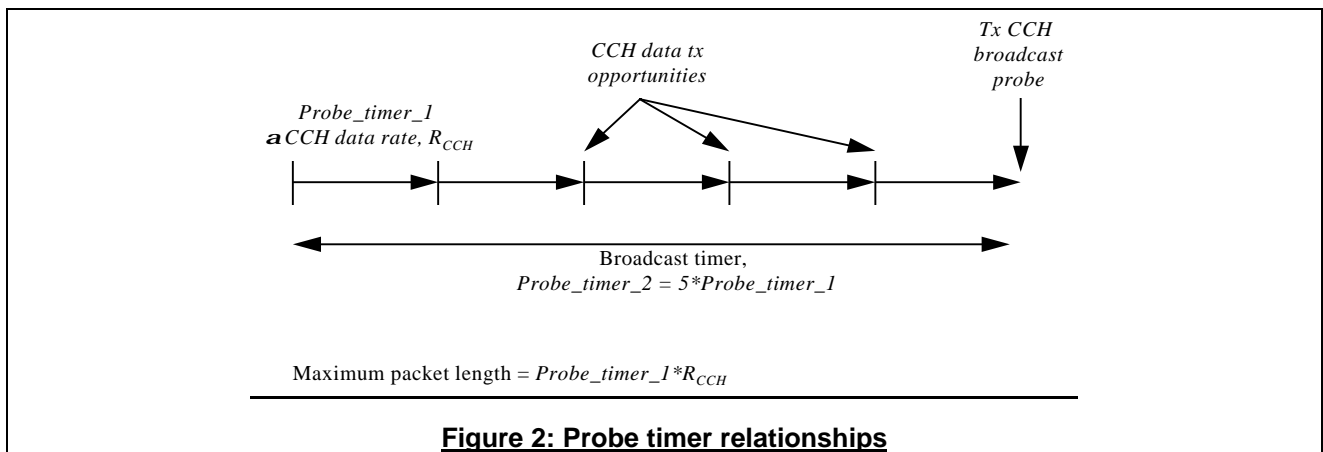 Tx CCH
broadcast
probe
CCH data tx
opportunities
Probe_timer_1
a CCH data rate, R_CCH
Broadcast timer,
Probe_timer_2 = 5*Probe_timer_1
Maximum packet length = Probe_timer_1*R_CCH
Figure 2: Probe timer relationships